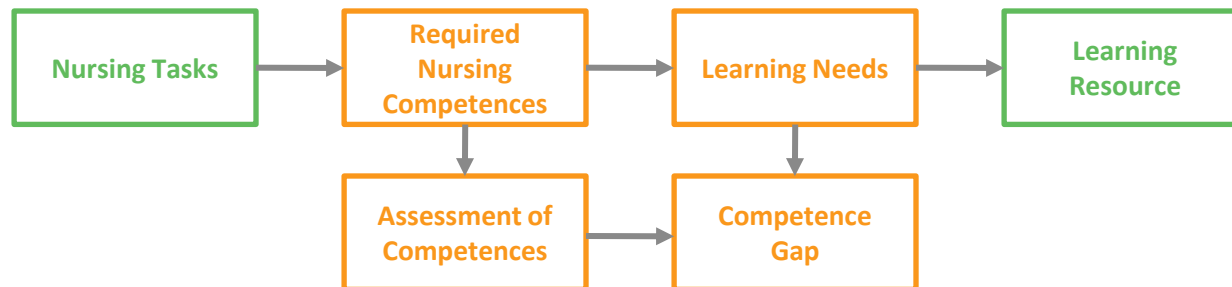 Nursing Tasks
Required
Nursing
Competences
Learning Needs
Learning
Resource
Assessment of
Competences
Competence
Gap